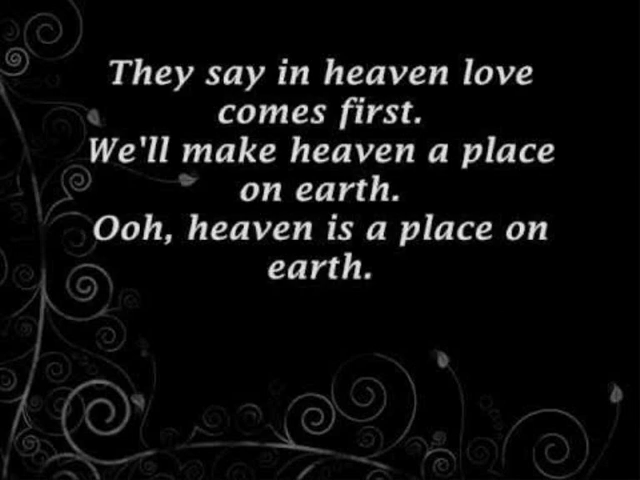 They say in heaven love
comes first.
We'll make heaven a place
on earth.
Ooh, heaven is a place on
earth.